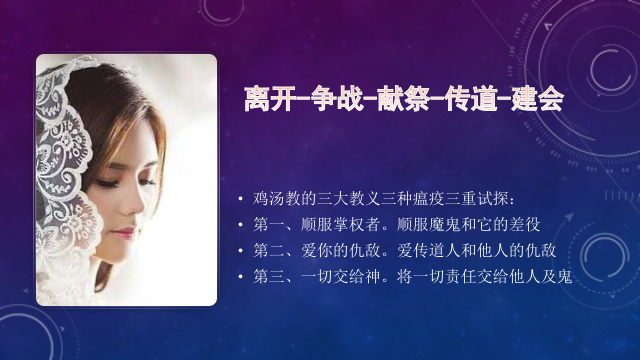 离开-争战-献祭-传道-建会
• 鸡汤教的三大教义三种瘟疫三重试探：
• 第一、顺服掌权者。顺服魔鬼和它的差役
• 第二、爱你的仇敌。爱传道人和他人的仇敌
• 第三、一切交给神。将一切责任交给他人及鬼